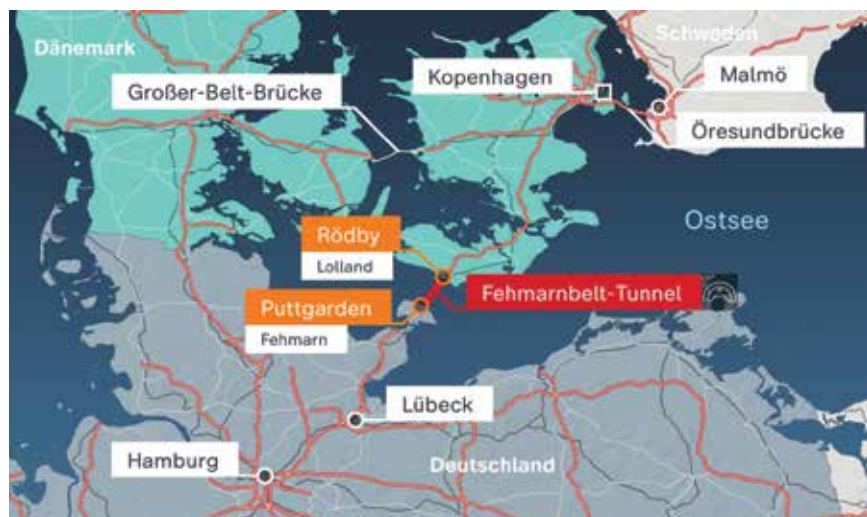 Dänemark
Schweden
Kopenhagen
Malmö
Großer-Belt-Brücke
Öresundbrücke
Ostsee
Rödby
Lolland
Puttgarden
Fehmarnbelt-Tunnel
Fehmarn
Lübeck
Hamburg
Deutschland